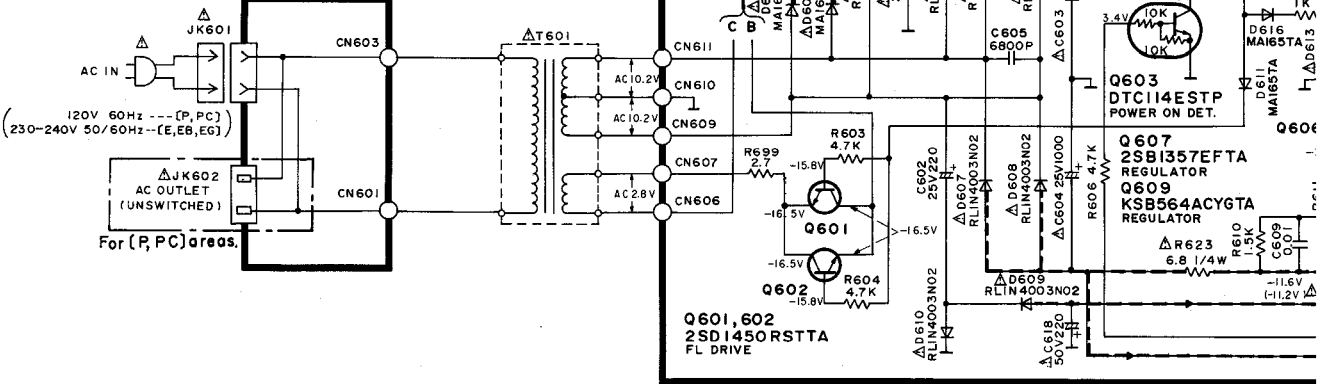 JK601
CN603
T601
CN611
C B
C605
6800P
C603
3.4V
10K
10K
D616
MA165TA
D613
D611
MA165TA
AC IN
AC10.2V
CN610
AC10.2V
CN609
Q603
DTC114ESTP
POWER ON DET.
120V 60Hz ---[P,PC]
230-240V 50/60Hz--[E,EB,EG]
JK602
AC OUTLET
(UNSWITCHED)
For [P, PC] areas.
CN601
CN607
AC2.8V
CN606
R699
2.7
R603
4.7K
-15.8V
-16.5V
Q601
-16.5V
-16.5V
Q602
-15.8V
R604
4.7K
C602
25V220
D607
RLIN4003N02
D608
RLIN4003N02
C604 25V1000
R606 4.7K
Q607
2SB1357EFTA
REGULATOR
Q609
KSB564ACYGTA
REGULATOR
R623
6.8 1/4W
R610
1.5K
C609
0.01
-11.6V
(-11.2V)
D609
RLIN4003N02
D610
RLIN4003N02
C618
50V220
Q601,602
2SD1450RSTTA
FL DRIVE